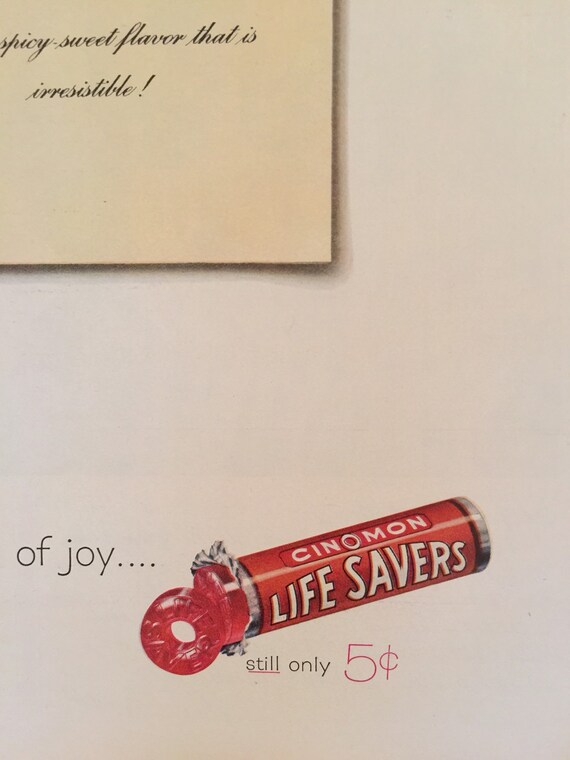 spicy-sweet flavor that is
irresistible!
of joy....
CINOMON
LIFE SAVERS
still only 5¢